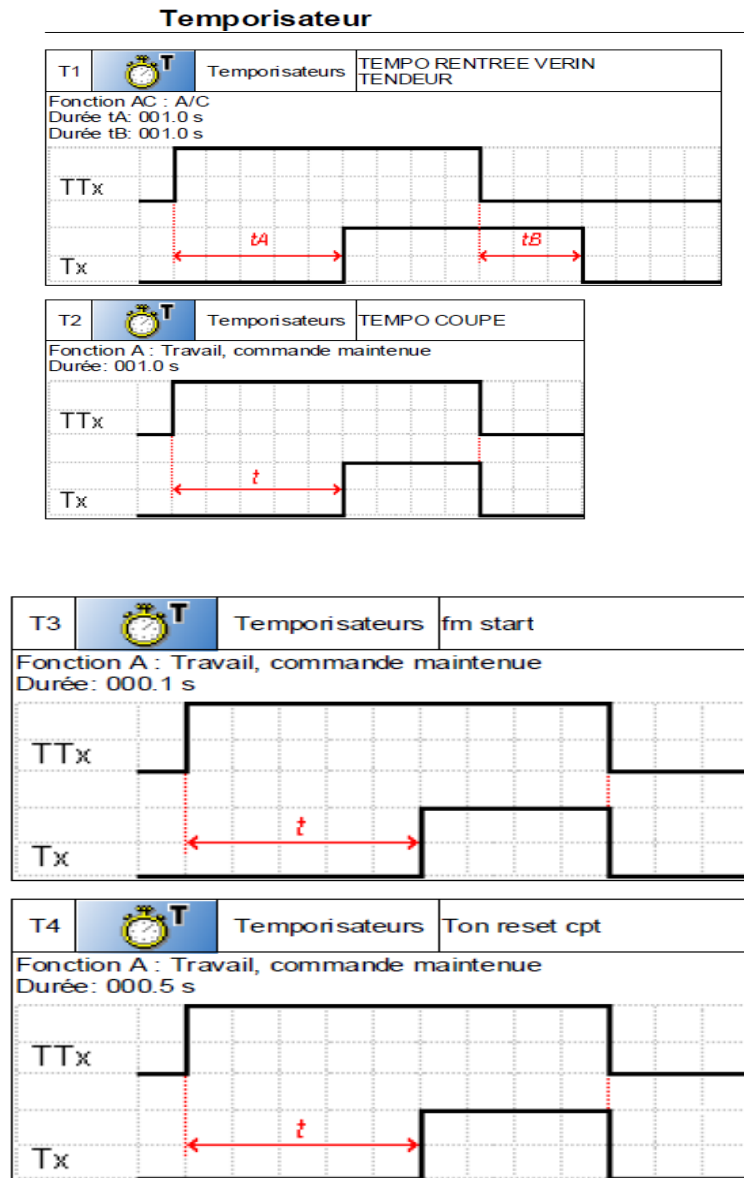 Temporisateur
T1 T Temporisateurs TEMPO RENTREE VERIN TENDEUR
Fonction AC : A/C
Durée tA: 001.0 s
Durée tB: 001.0 s
TTx
tA tB
Tx
T2 T Temporisateurs TEMPO COUPE
Fonction A : Travail, commande maintenue
Durée: 001.0 s
TTx
t
Tx
T3 T Temporisateurs fm start
Fonction A : Travail, commande maintenue
Durée: 000.1 s
TTx
t
Tx
T4 T Temporisateurs Ton reset cpt
Fonction A : Travail, commande maintenue
Durée: 000.5 s
TTx
t
Tx